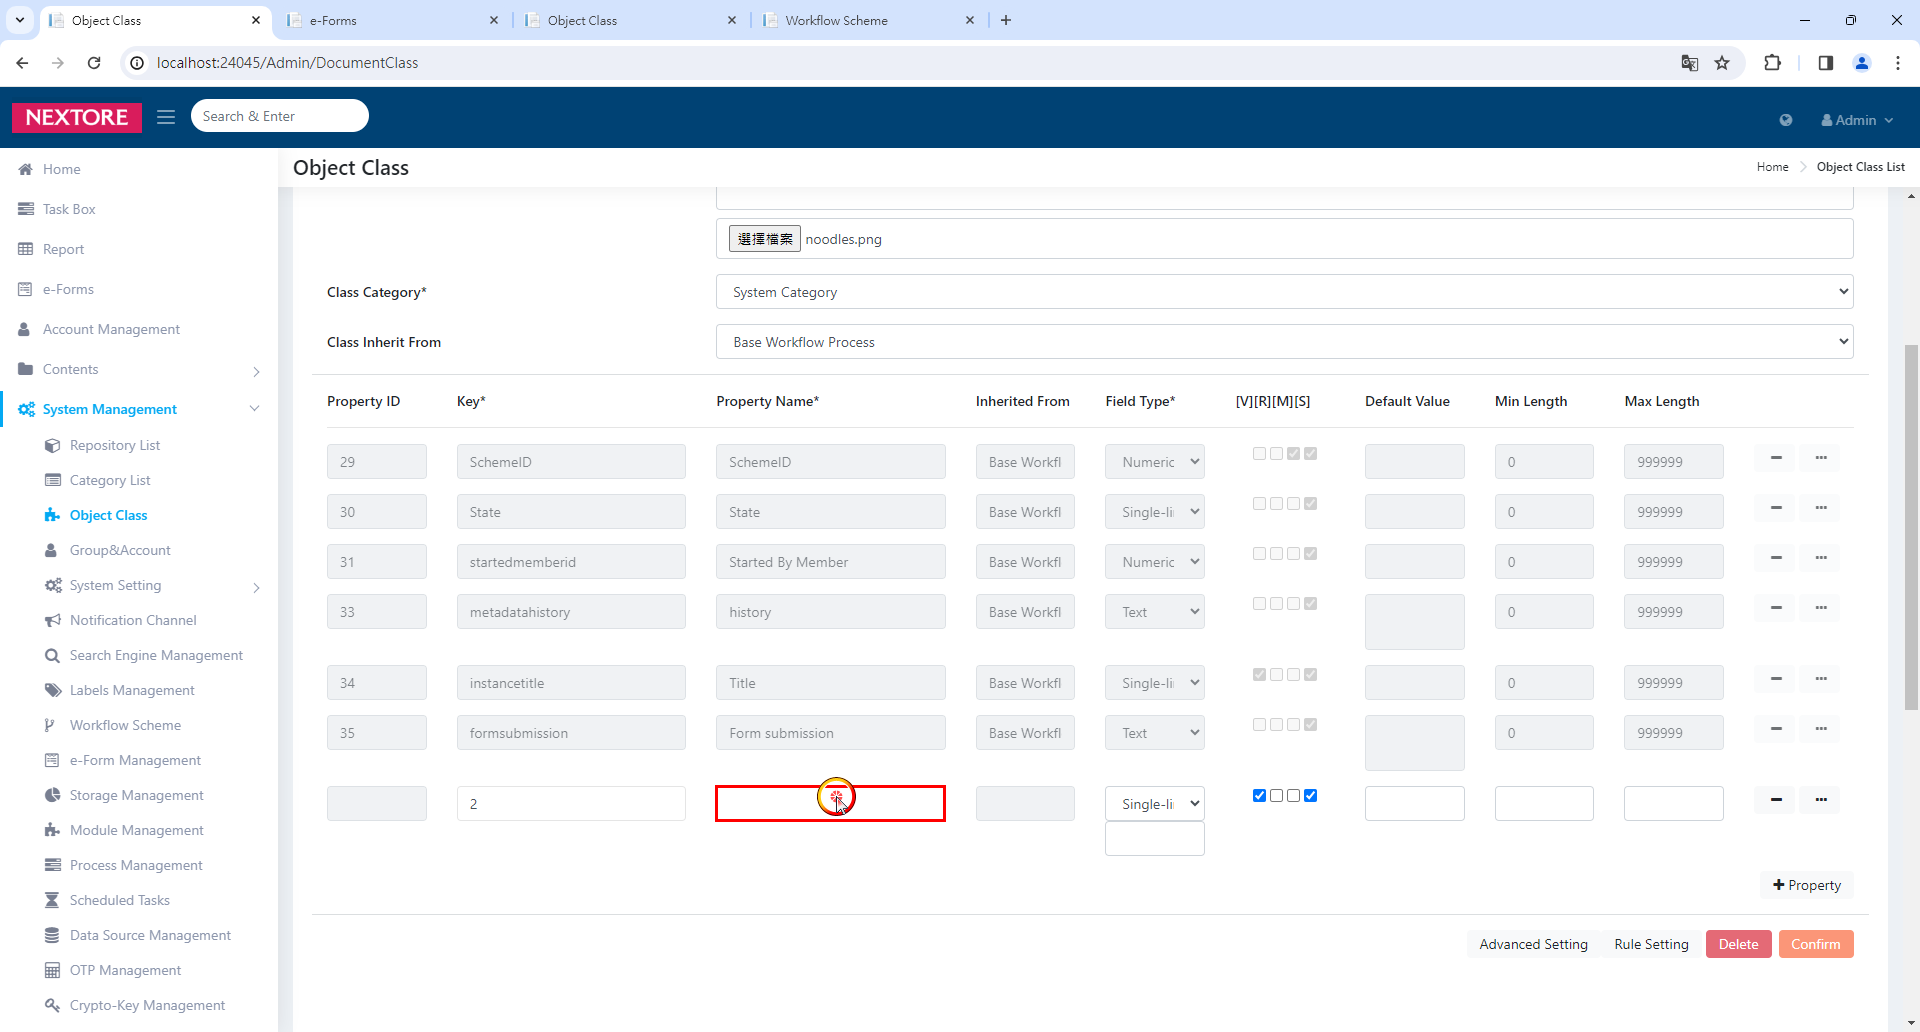 Object Class
e-Forms
Object Class
Workflow Scheme
localhost:24045/Admin/DocumentClass
NEXTORE
Search & Enter
Admin
Home
Task Box
Report
e-Forms
Account Management
Contents
System Management
Repository List
Category List
Object Class
Group&Account
System Setting
Notification Channel
Search Engine Management
Labels Management
Workflow Scheme
e-Form Management
Storage Management
Module Management
Process Management
Scheduled Tasks
Data Source Management
OTP Management
Crypto-Key Management
Object Class
Home Object Class List
選擇檔案 noodles.png
Class Category* System Category
Class Inherit From Base Workflow Process
Property ID Key* Property Name* Inherited From Field Type* [V][R][M][S] Default Value Min Length Max Length
29 SchemeID SchemeID Base Workfl Numeric 0 999999
30 State State Base Workfl Single-li 0 999999
31 startedmemberid Started By Member Base Workfl Numeric 0 999999
33 metadatahistory history Base Workfl Text 0 999999
34 instancetitle Title Base Workfl Single-li 0 999999
35 formsubmission Form submission Base Workfl Text 0 999999
2 Single-li
+ Property
Advanced Setting Rule Setting Delete Confirm